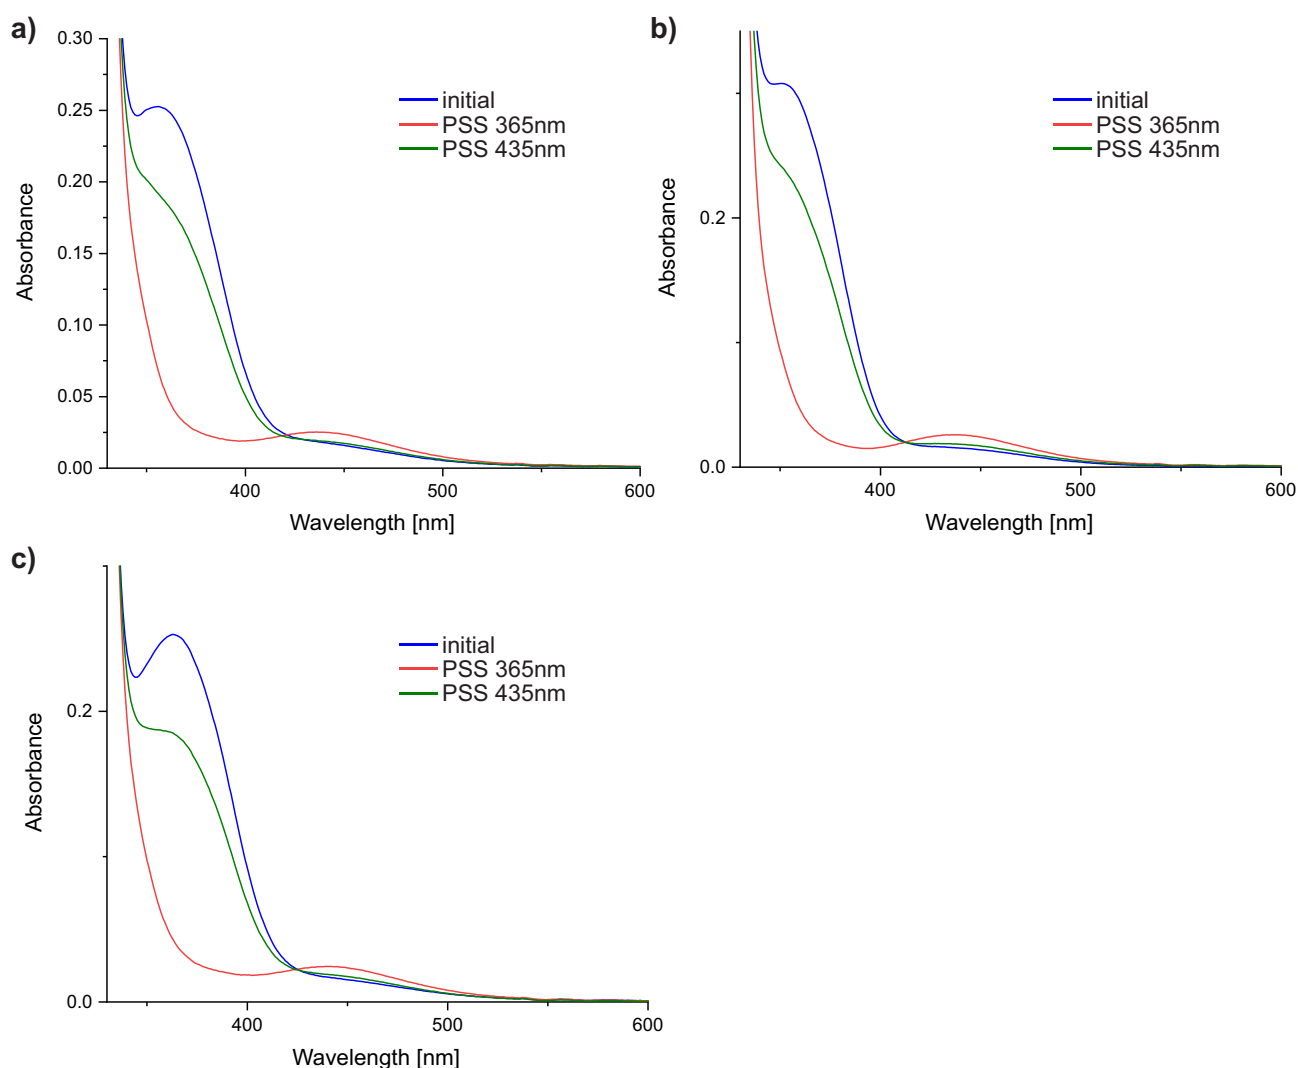 a)
0.30
0.25
0.20
0.15
0.10
0.05
0.00
Absorbance
initial
PSS 365nm
PSS 435nm
400
500
600
Wavelength [nm]
b)
0.2
0.0
Absorbance
initial
PSS 365nm
PSS 435nm
400
500
600
Wavelength [nm]
c)
0.2
0.0
Absorbance
initial
PSS 365nm
PSS 435nm
400
500
600
Wavelength [nm]